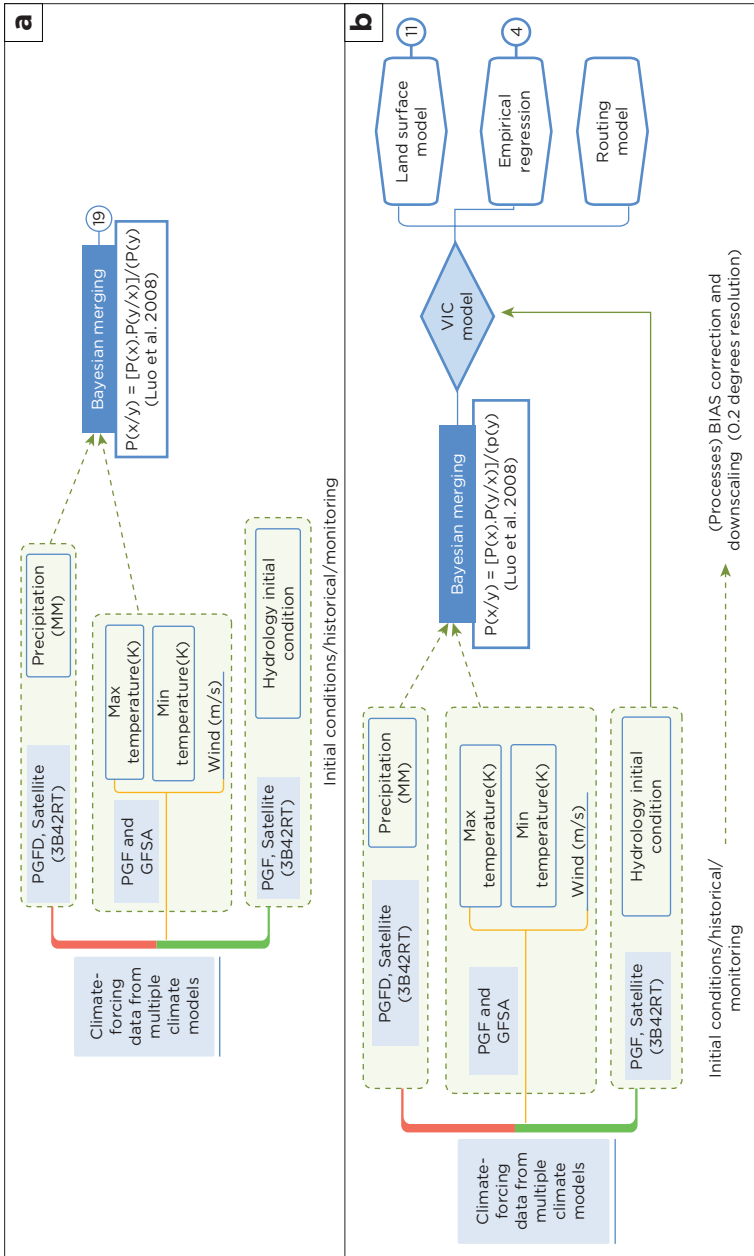 a
Climate-
forcing
data from
multiple
climate
models
PGFD, Satellite
(3B42RT)
Precipitation
(MM)
PGF and
GFSA
Max
temperature(K)
Min
temperature(K)
Wind (m/s)
PGF, Satellite
(3B42RT)
Hydrology initial
condition
Initial conditions/historical/monitoring
Bayesian merging
19
P(x/y) = [P(x).P(y/x)]/(P(y)
(Luo et al. 2008)
b
Climate-
forcing
data from
multiple
climate
models
PGFD, Satellite
(3B42RT)
Precipitation
(MM)
PGF and
GFSA
Max
temperature(K)
Min
temperature(K)
Wind (m/s)
PGF, Satellite
(3B42RT)
Hydrology initial
condition
Bayesian merging
P(x/y) = [P(x).P(y/x)]/(p(y)
(Luo et al. 2008)
VIC
model
Land surface
model
11
Empirical
regression
4
Routing
model
Initial conditions/historical/
monitoring
(Processes) BIAS correction and
downscaling (0.2 degrees resolution)